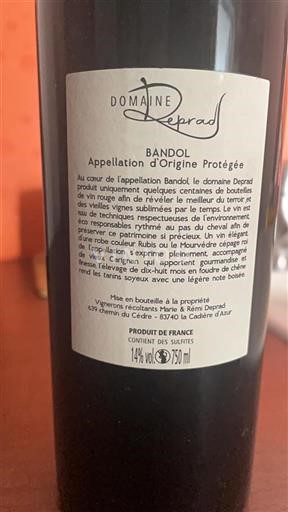 DOMAINE
Deprad
BANDOL
Appellation d'Origine Protégée
Au cœur de l'appellation Bandol, le domaine Deprad
produit uniquement quelques centaines de bouteilles
de vin rouge afin de révéler le meilleur du terroir et
des vieilles vignes sublimées par le temps. Le vin est
issu de techniques respectueuses de l'environnement,
éco responsables rythmé au pas du cheval afin de
préserver ce patrimoine si précieux. Un vin élégant,
d'une robe couleur Rubis ou le Mourvèdre cépage roi
de l'appellation s'exprime pleinement, accompagné
de vieux Carignan qui apportent gourmandise et
finesse. l'élevage de dix-huit mois en foudre de chêne
rend les tanins soyeux avec une légère note boisée.
Mise en bouteille à la propriété
Vignerons récoltants Marie & Rémi Deprad
639 chemin du Cèdre - 83740 la Cadière d'Azur
PRODUIT DE FRANCE
CONTIENT DES SULFITES
14% vol 750 ml